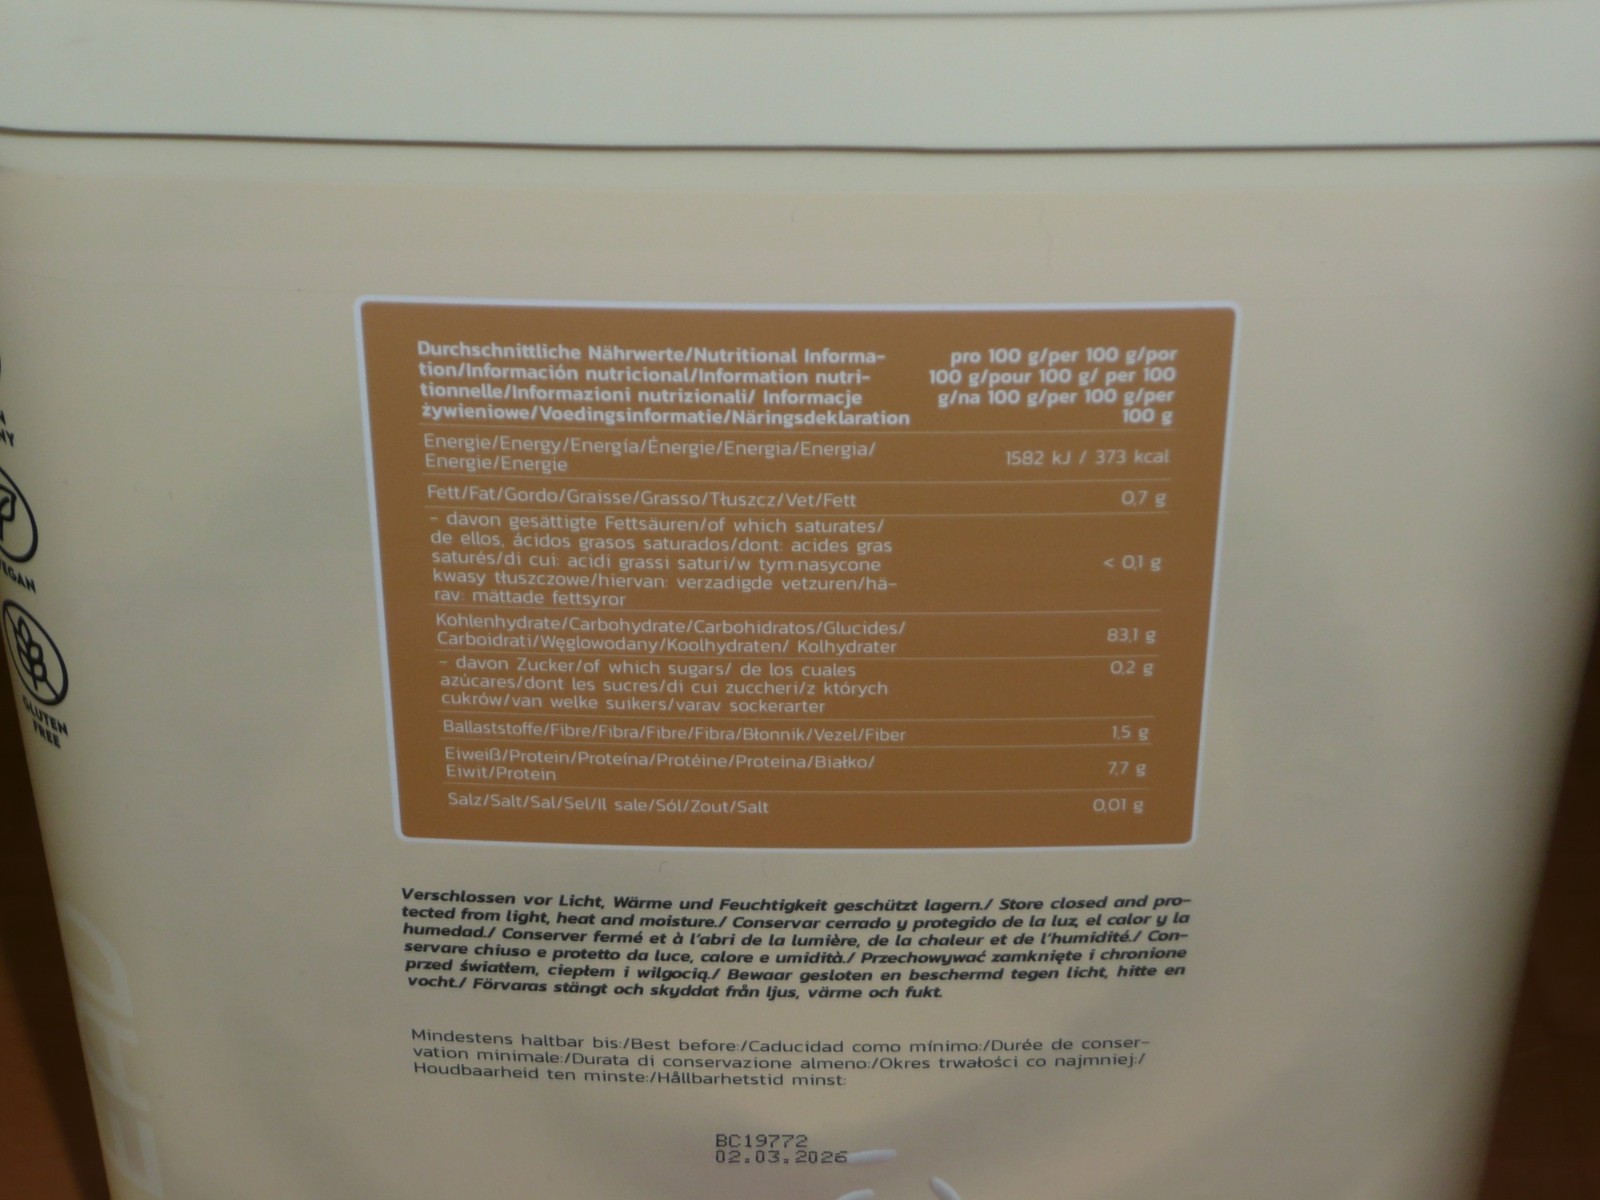 Durchschnittliche Nährwerte/Nutritional Informa-
tion/Información nutricional/Information nutri-
tionnelle/Informazioni nutrizionali/ Informacje
żywieniowe/Voedingsinformatie/Näringsdeklaration
pro 100 g/per 100 g/por
100 g/pour 100 g/ per 100
g/na 100 g/per 100 g/per
100 g
Energie/Energy/Energía/Énergie/Energia/Energia/
Energie/Energie
1582 kJ / 373 kcal
Fett/Fat/Gordo/Graisse/Grasso/Tłuszcz/Vet/Fett
0,7 g
- davon gesättigte Fettsäuren/of which saturates/
de ellos, ácidos grasos saturados/dont: acides gras
saturés/di cui: acidi grassi saturi/w tym:nasycone
kwasy tłuszczowe/hiervan: verzadigde vetzuren/hä-
rav: mättade fettsyror
< 0,1 g
Kohlenhydrate/Carbohydrate/Carbohidratos/Glucides/
Carboidrati/Węglowodany/Koolhydraten/ Kolhydrater
83,1 g
- davon Zucker/of which sugars/ de los cuales
azúcares/dont les sucres/di cui zuccheri/z których
cukrów/van welke suikers/varav sockerarter
0,2 g
Ballaststoffe/Fibre/Fibra/Fibre/Fibra/Błonnik/Vezel/Fiber
1,5 g
Eiweiß/Protein/Proteína/Protéine/Proteina/Białko/
Eiwit/Protein
7,7 g
Salz/Salt/Sal/Sel/Il sale/Sól/Zout/Salt
0,01 g
VEGAN
GLUTEN
FREE
Verschlossen vor Licht, Wärme und Feuchtigkeit geschützt lagern./ Store closed and pro-
tected from light, heat and moisture./ Conservar cerrado y protegido de la luz, el calor y la
humedad./ Conserver fermé et à l'abri de la lumière, de la chaleur et de l'humidité./ Con-
servare chiuso e protetto da luce, calore e umidità./ Przechowywać zamknięte i chronione
przed światłem, ciepłem i wilgocią./ Bewaar gesloten en beschermd tegen licht, hitte en
vocht./ Förvaras stängt och skyddat från ljus, värme och fukt.
Mindestens haltbar bis:/Best before:/Caducidad como mínimo:/Durée de conser-
vation minimale:/Durata di conservazione almeno:/Okres trwałości co najmniej:/
Houdbaarheid ten minste:/Hållbarhetstid minst:
BC19772
02.03.2026